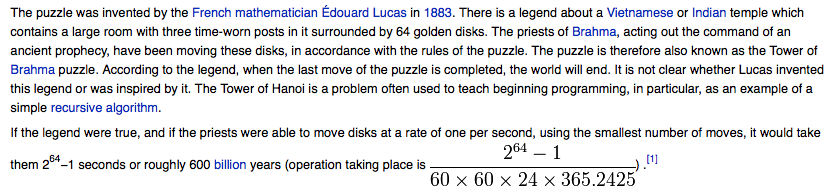 The puzzle was invented by the French mathematician Édouard Lucas in 1883. There is a legend about a Vietnamese or Indian temple which
contains a large room with three time-worn posts in it surrounded by 64 golden disks. The priests of Brahma, acting out the command of an
ancient prophecy, have been moving these disks, in accordance with the rules of the puzzle. The puzzle is therefore also known as the Tower of
Brahma puzzle. According to the legend, when the last move of the puzzle is completed, the world will end. It is not clear whether Lucas invented
this legend or was inspired by it. The Tower of Hanoi is a problem often used to teach beginning programming, in particular, as an example of a
simple recursive algorithm.
If the legend were true, and if the priests were able to move disks at a rate of one per second, using the smallest number of moves, it would take
them 2^64–1 seconds or roughly 600 billion years (operation taking place is (2^64 − 1)/(60 × 60 × 24 × 365.2425)) .[1]